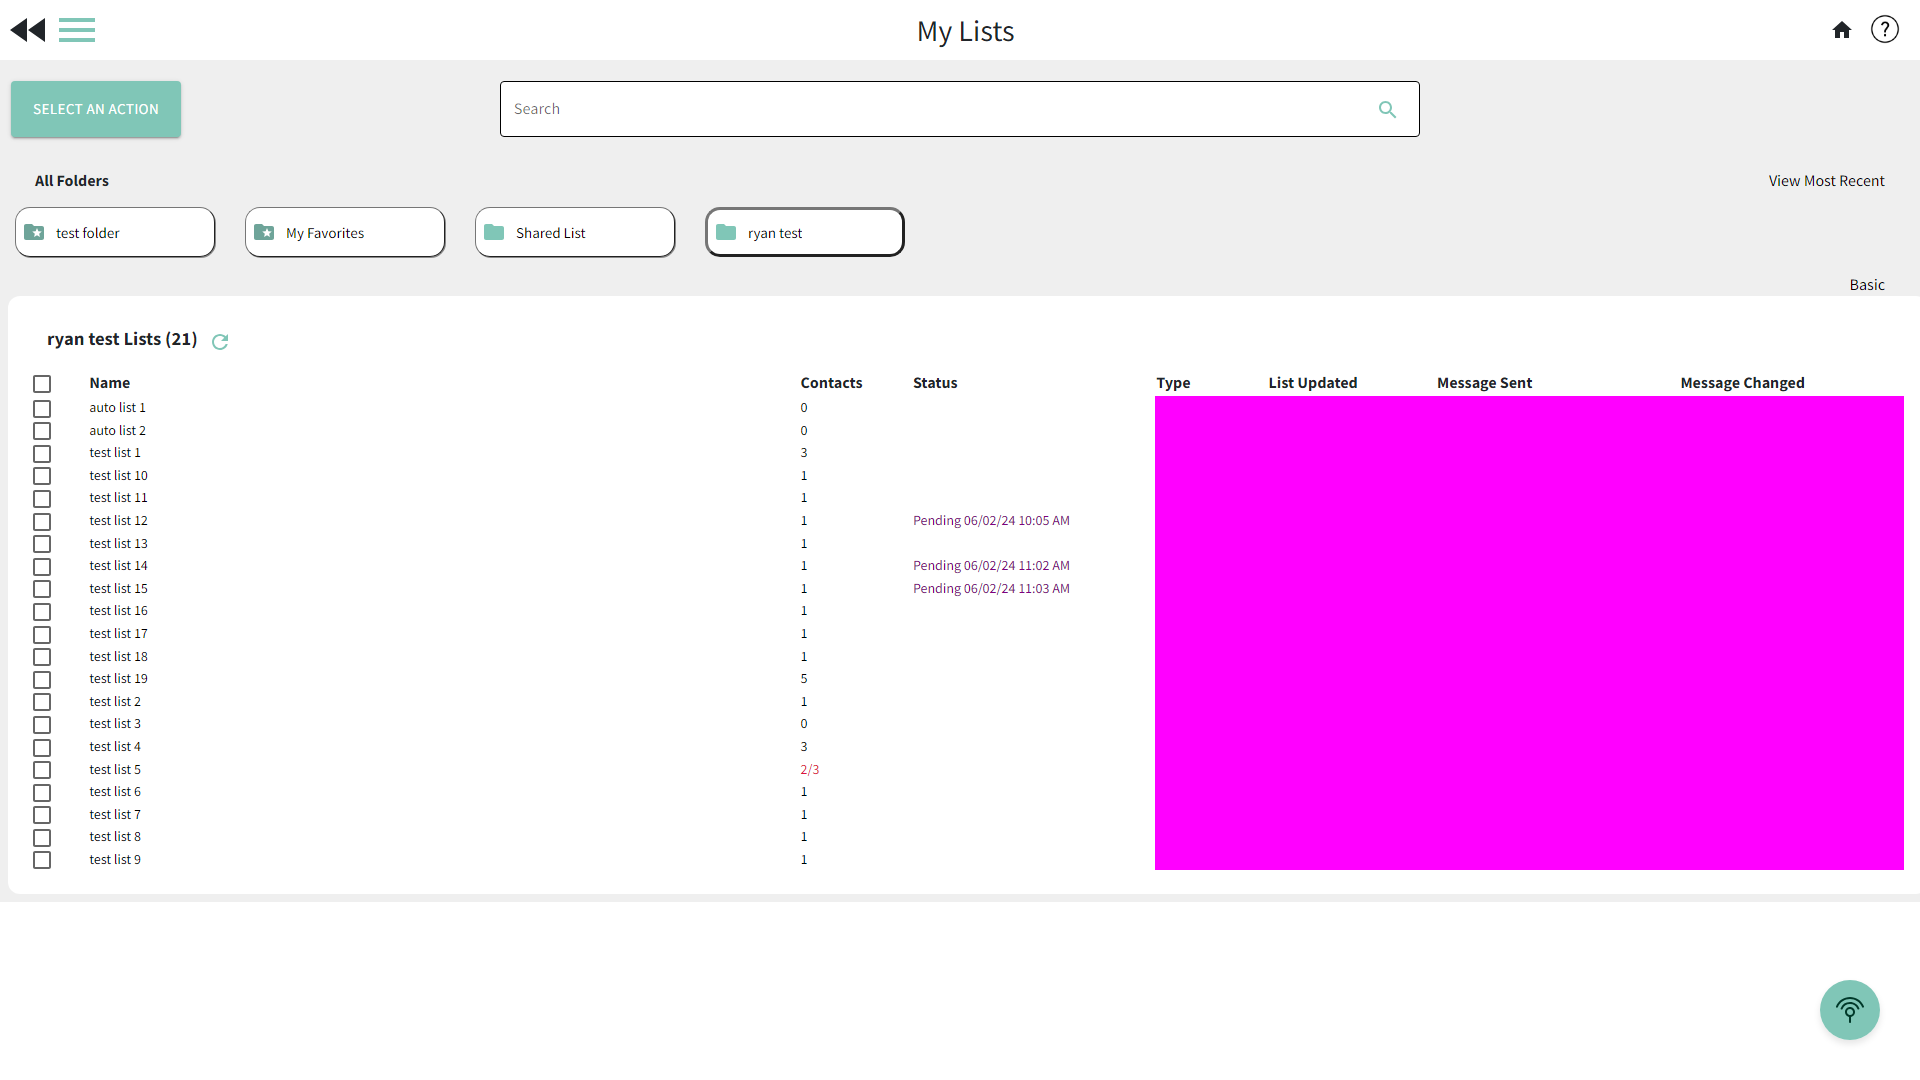 My Lists
?
SELECT AN ACTION
Search
All Folders
View Most Recent
test folder
My Favorites
Shared List
ryan test
Basic
ryan test Lists (21)
Name Contacts Status Type List Updated Message Sent Message Changed
auto list 1 0
auto list 2 0
test list 1 3
test list 10 1
test list 11 1
test list 12 1 Pending 06/02/24 10:05 AM
test list 13 1
test list 14 1 Pending 06/02/24 11:02 AM
test list 15 1 Pending 06/02/24 11:03 AM
test list 16 1
test list 17 1
test list 18 1
test list 19 5
test list 2 1
test list 3 0
test list 4 3
test list 5 2/3
test list 6 1
test list 7 1
test list 8 1
test list 9 1